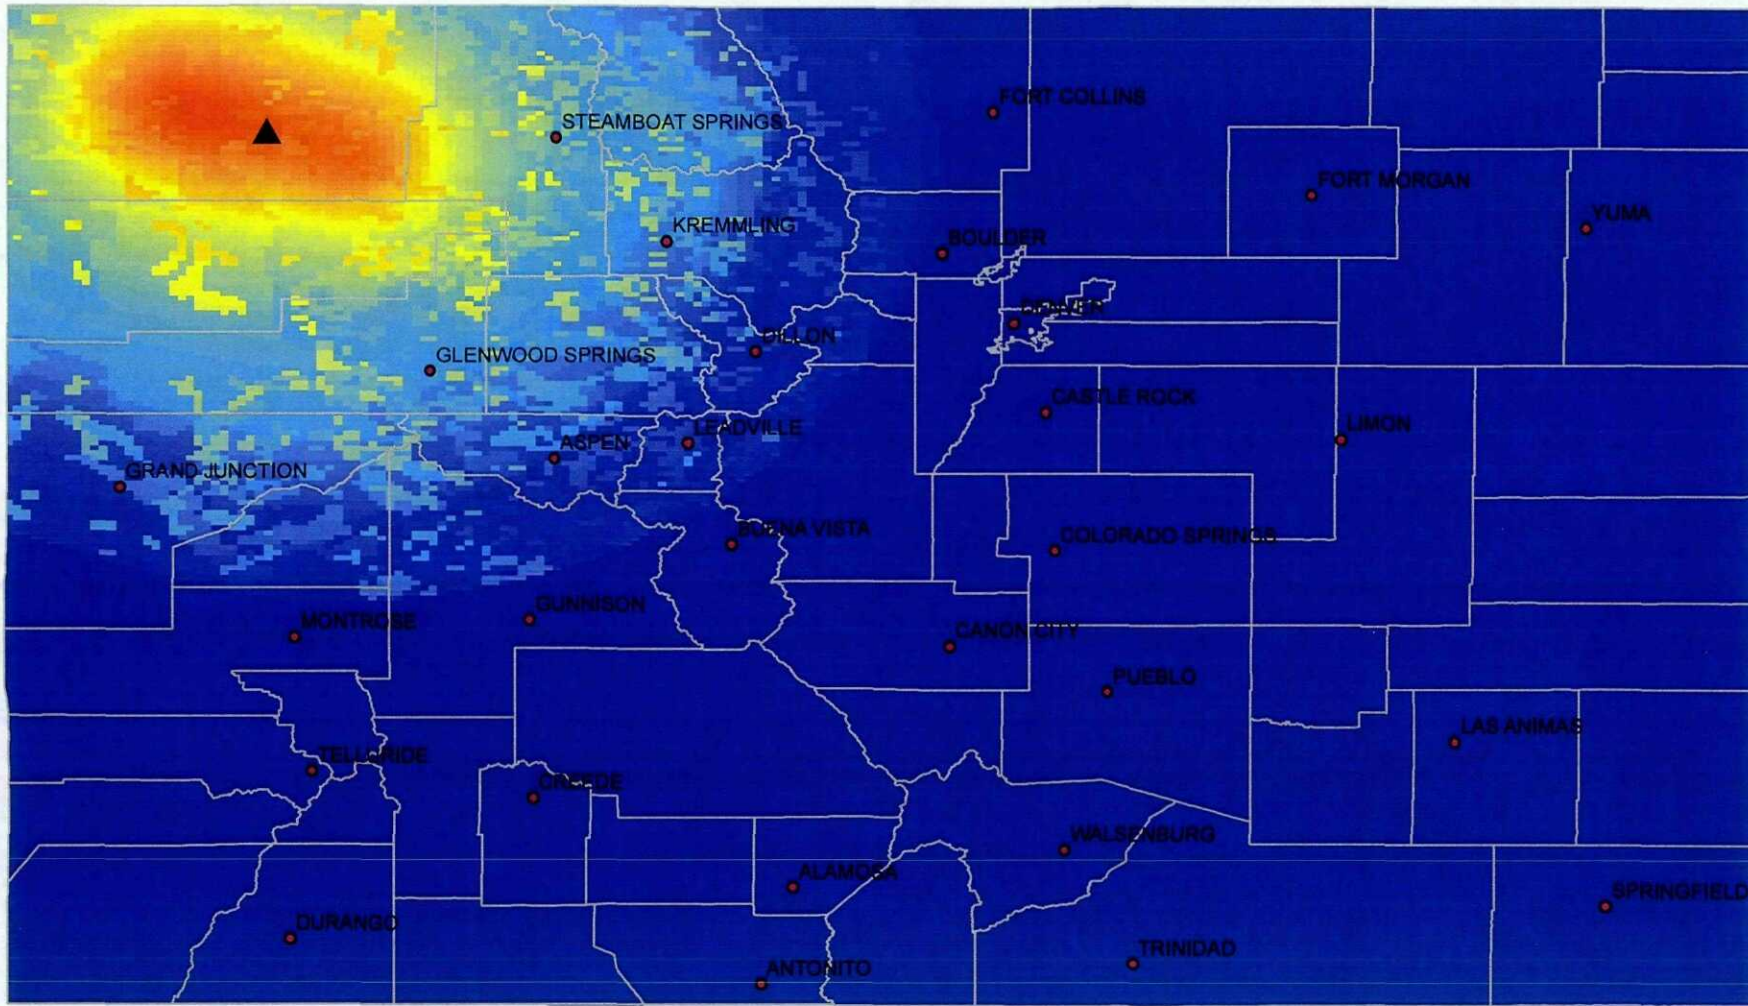 FORT COLLINS
STEAMBOAT SPRINGS
FORT MORGAN
YUMA
KREMMLING
BOULDER
DENVER
DILLON
GLENWOOD SPRINGS
CASTLE ROCK
LIMON
LEADVILLE
ASPEN
GRAND JUNCTION
BUENA VISTA
COLORADO SPRINGS
GUNNISON
MONTROSE
CANON CITY
PUEBLO
LAS ANIMAS
TELLURIDE
CREEDE
WALSENBURG
ALAMOSA
SPRINGFIELD
DURANGO
TRINIDAD
ANTONITO